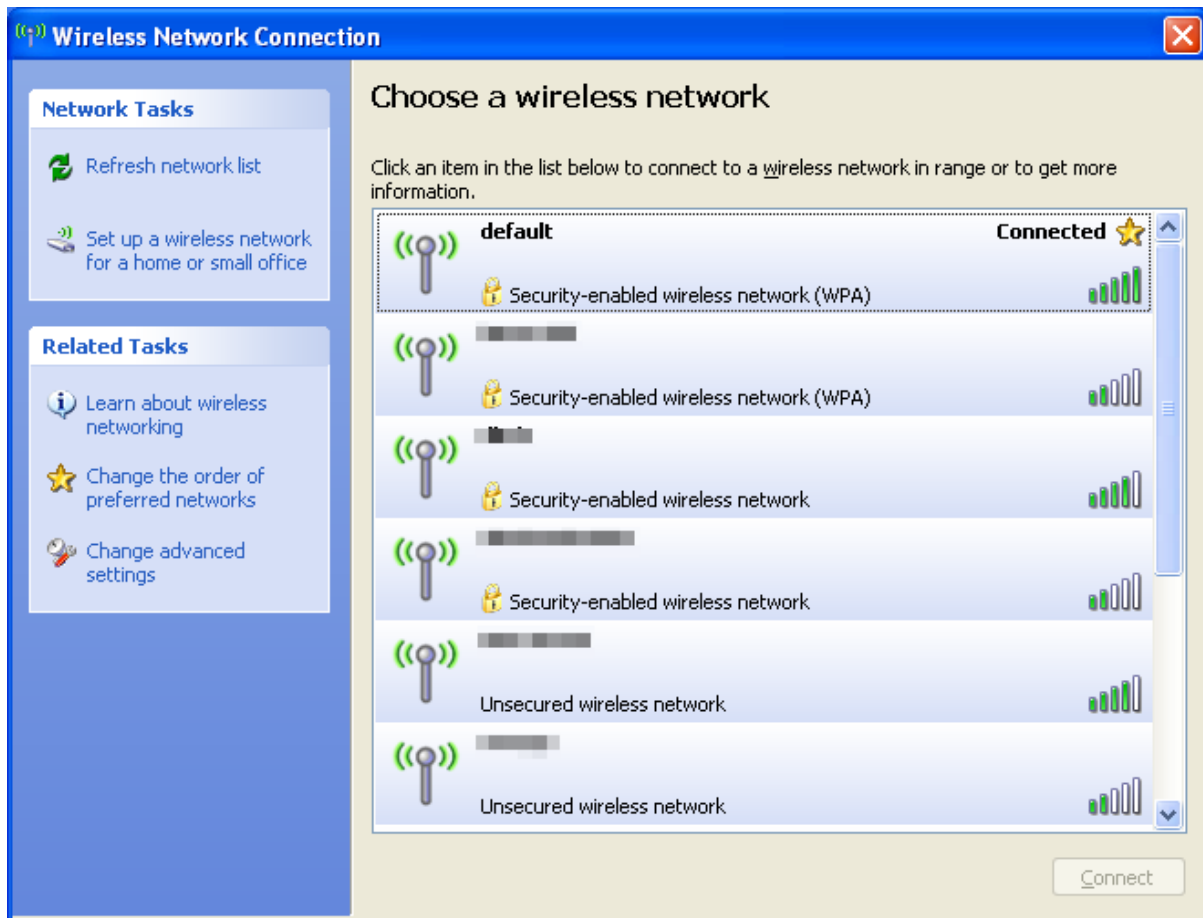 Wireless Network Connection
Network Tasks
Refresh network list
Set up a wireless network
for a home or small office
Related Tasks
Learn about wireless
networking
Change the order of
preferred networks
Change advanced
settings
Choose a wireless network
Click an item in the list below to connect to a wireless network in range or to get more
information.
default Connected
Security-enabled wireless network (WPA)
Security-enabled wireless network (WPA)
Security-enabled wireless network
Security-enabled wireless network
Unsecured wireless network
Unsecured wireless network
Connect